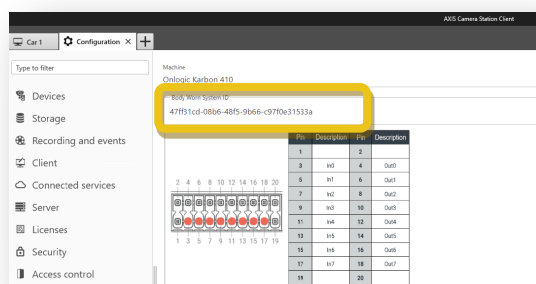 AXIS Camera Station Client
Car 1
Configuration × +
Type to filter
Devices
Storage
Recording and events
Client
Connected services
Server
Licenses
Security
Access control
Machine
Onlogic Karbon 410
Body Worn System ID
47ff31cd-08b6-48f5-9b66-c97f0e31533a
2 4 6 8 10 12 14 16 18 20
1 3 5 7 9 11 13 15 17 19
Pin Description Pin Description
1 2
3 In0 4 Out0
5 In1 6 Out1
7 In2 8 Out2
9 In3 10 Out3
11 In4 12 Out4
13 In5 14 Out5
15 In6 16 Out6
17 In7 18 Out7
19 20